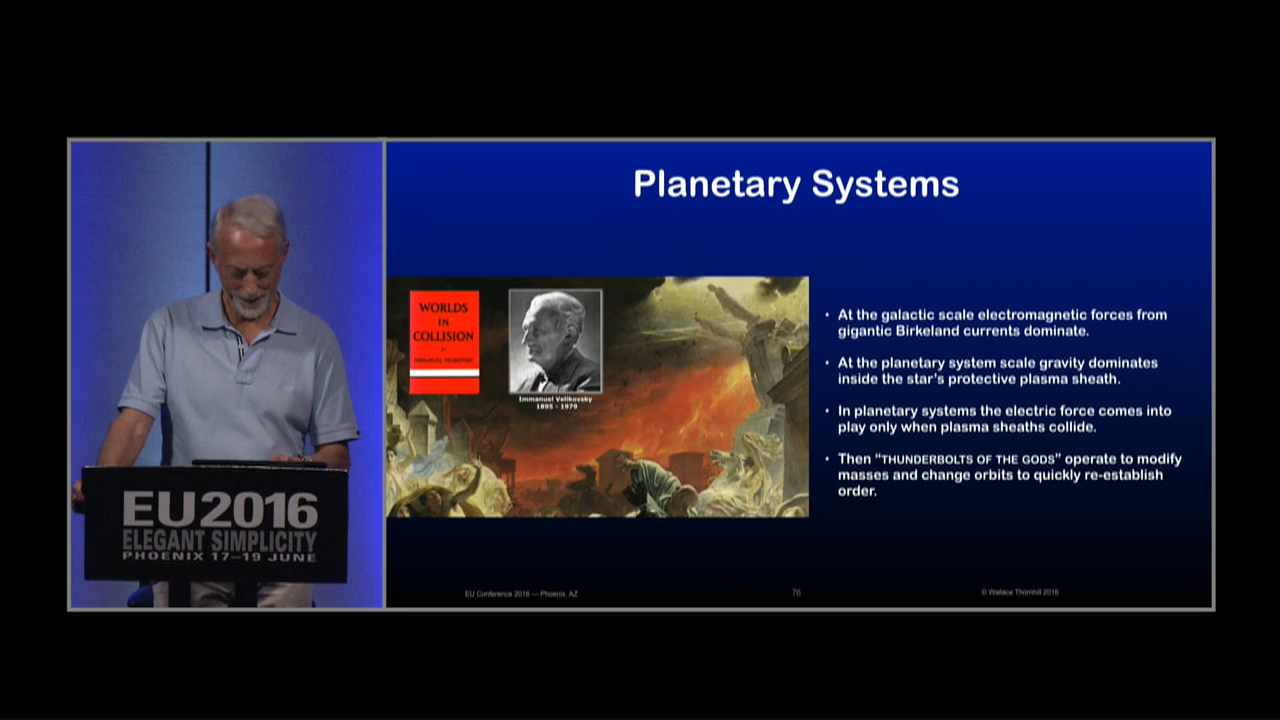 Planetary Systems
WORLDS
IN
COLLISION
BY
IMMANUEL VELIKOVSKY
Immanuel Velikovsky
1895 - 1979
• At the galactic scale electromagnetic forces from
gigantic Birkeland currents dominate.
• At the planetary system scale gravity dominates
inside the star's protective plasma sheath.
• In planetary systems the electric force comes into
play only when plasma sheaths collide.
• Then “THUNDERBOLTS OF THE GODS” operate to modify
masses and change orbits to quickly re-establish
order.
EU2016
ELEGANT SIMPLICITY
PHOENIX 17–19 JUNE
EU Conference 2016 — Phoenix, AZ
76
© Wallace Thornhill 2016